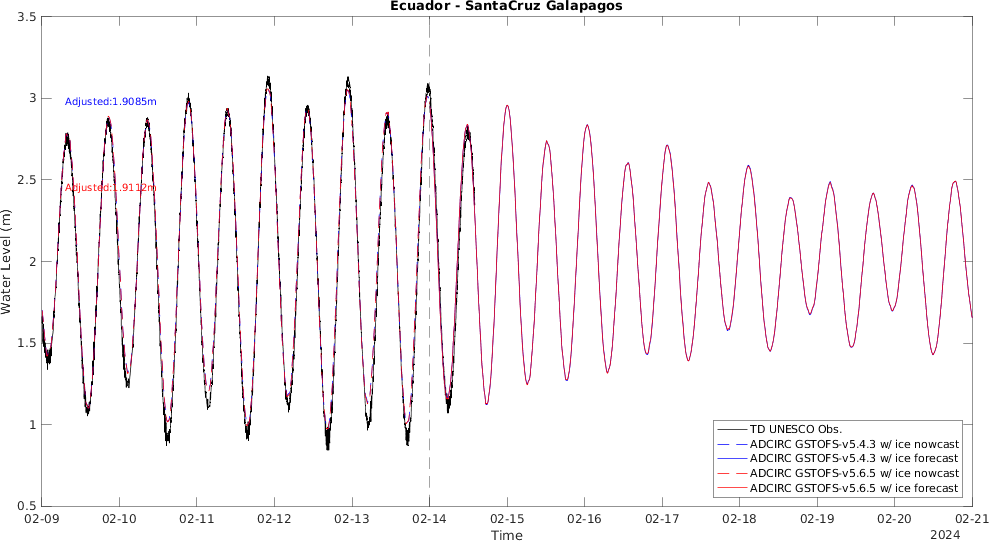 Ecuador - SantaCruz Galapagos
3.5
3
2.5
2
1.5
1
0.5
Water Level (m)
Adjusted:1.9085m
Adjusted:1.9112m
TD UNESCO Obs.
ADCIRC GSTOFS-v5.4.3 w/ ice nowcast
ADCIRC GSTOFS-v5.4.3 w/ ice forecast
ADCIRC GSTOFS-v5.6.5 w/ ice nowcast
ADCIRC GSTOFS-v5.6.5 w/ ice forecast
02-09 02-10 02-11 02-12 02-13 02-14 02-15 02-16 02-17 02-18 02-19 02-20 02-21
Time
2024